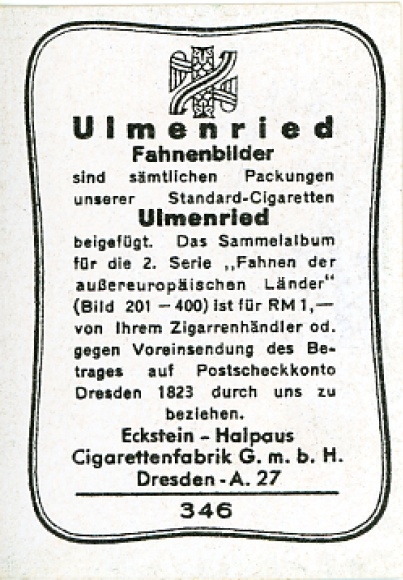 Ulmenried
Fahnenbilder
sind sämtlichen Packungen
unserer Standard-Cigaretten
Ulmenried
beigefügt. Das Sammelalbum
für die 2. Serie „Fahnen der
außereuropäischen Länder“
(Bild 201 – 400) ist für RM 1,—
von Ihrem Zigarrenhändler od.
gegen Voreinsendung des Be-
trages auf Postscheckkonto
Dresden 1823 durch uns zu
beziehen.
Eckstein - Halpaus
Cigarettenfabrik G. m. b. H.
Dresden - A. 27
346